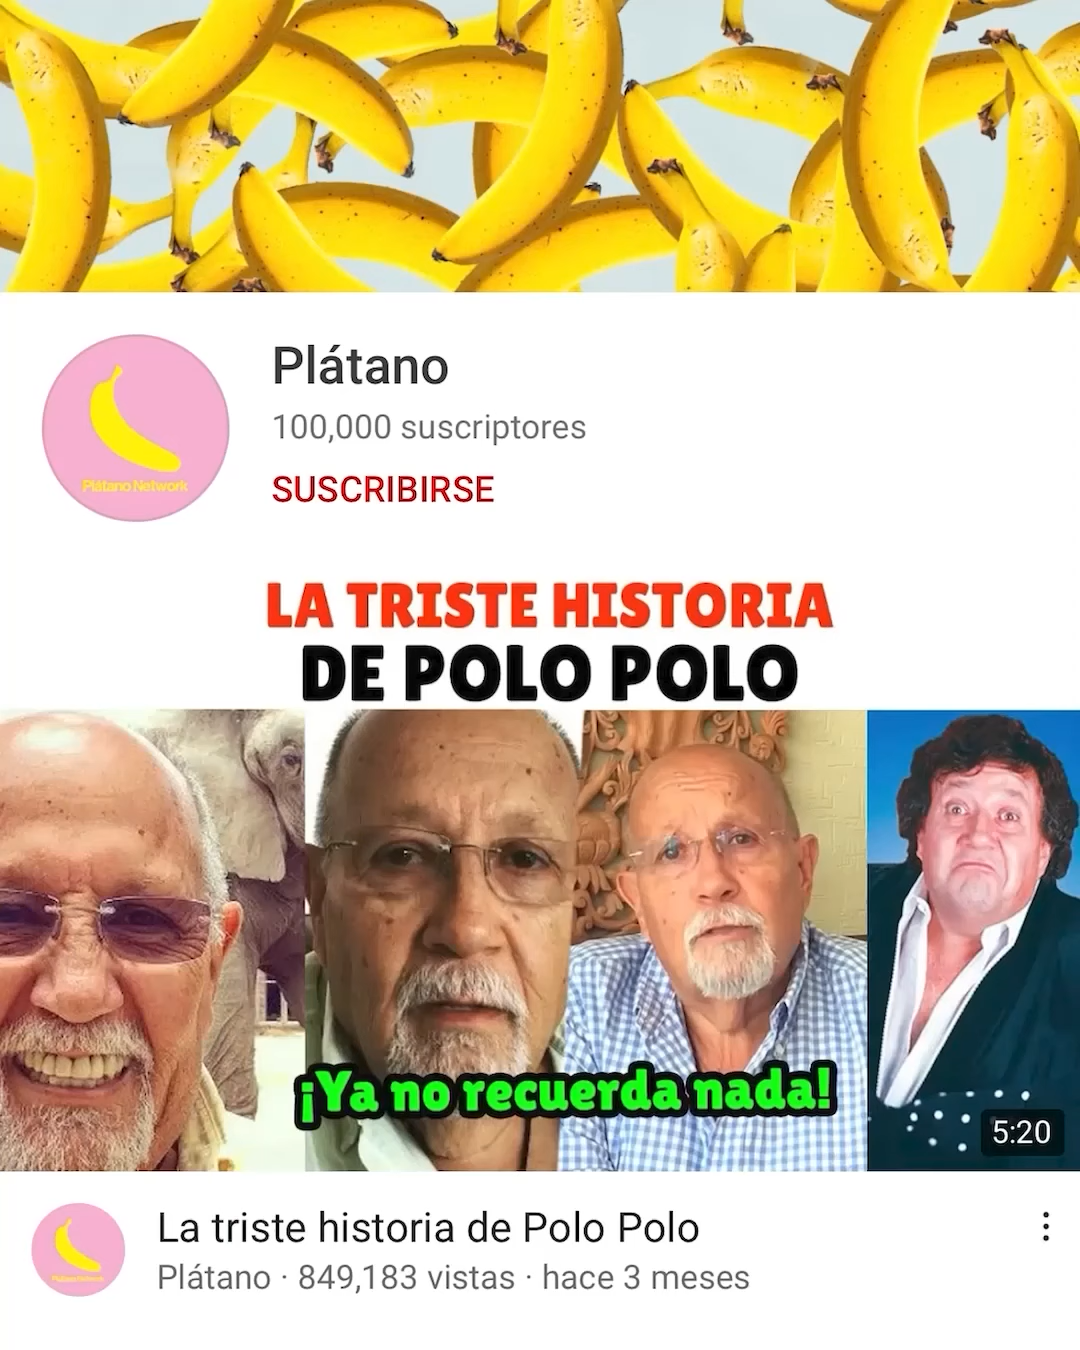 Plátano
100,000 suscriptores
Plátano Network
SUSCRIBIRSE
LA TRISTE HISTORIA
DE POLO POLO
¡Ya no recuerda nada!
5:20
La triste historia de Polo Polo
Plátano · 849,183 vistas · hace 3 meses